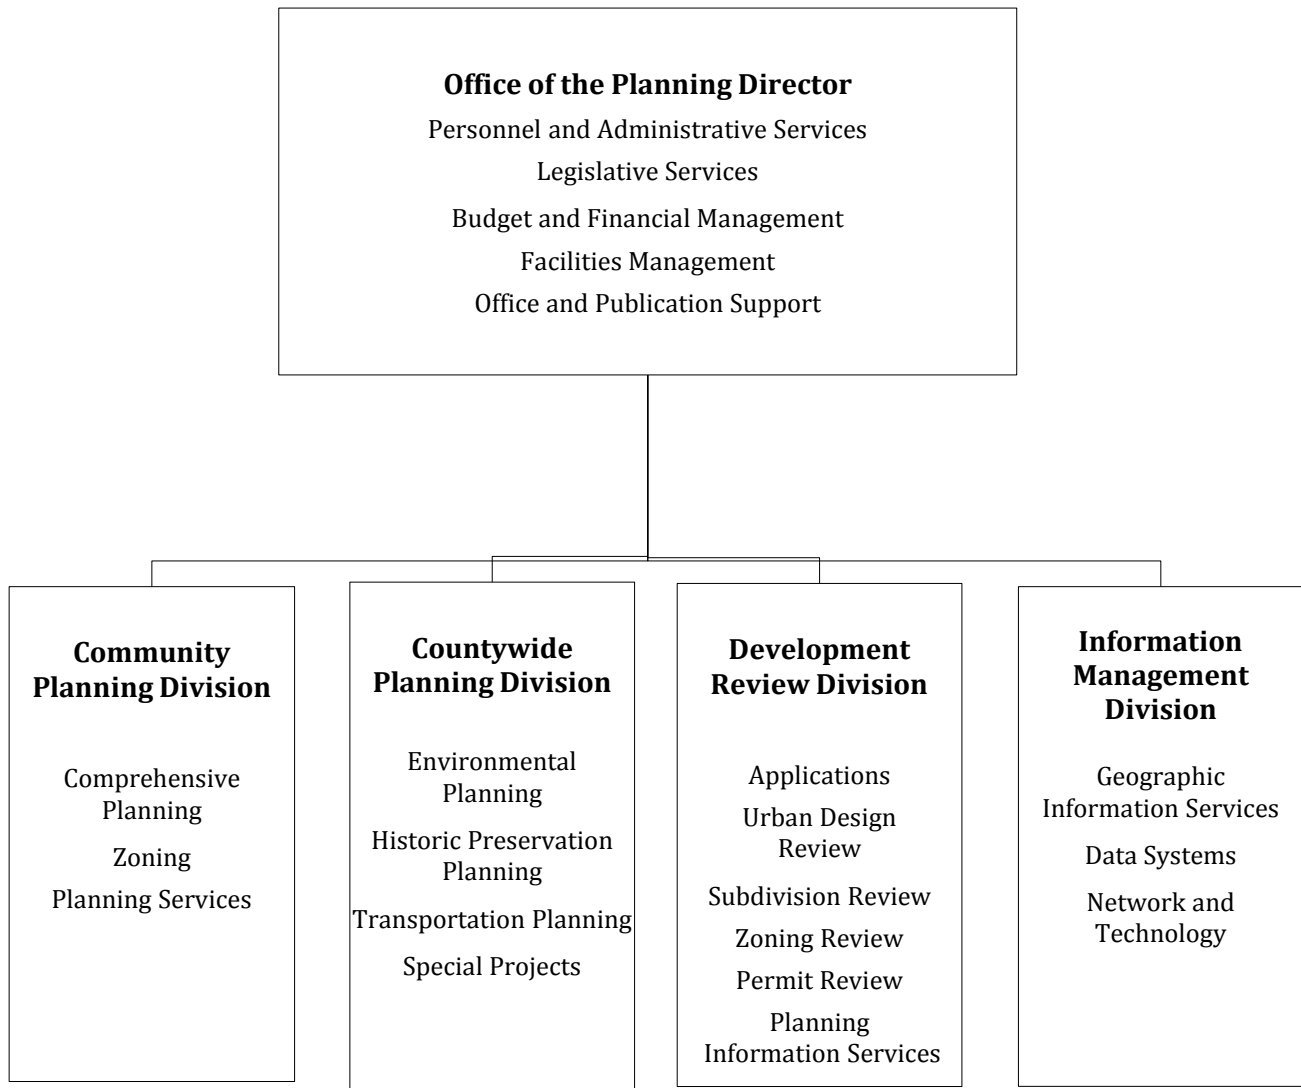 Office of the Planning Director
Personnel and Administrative Services
Legislative Services
Budget and Financial Management
Facilities Management
Office and Publication Support
Community
Planning Division
Comprehensive
Planning
Zoning
Planning Services
Countywide
Planning Division
Environmental
Planning
Historic Preservation
Planning
Transportation Planning
Special Projects
Development
Review Division
Applications
Urban Design
Review
Subdivision Review
Zoning Review
Permit Review
Planning
Information Services
Information
Management
Division
Geographic
Information Services
Data Systems
Network and
Technology